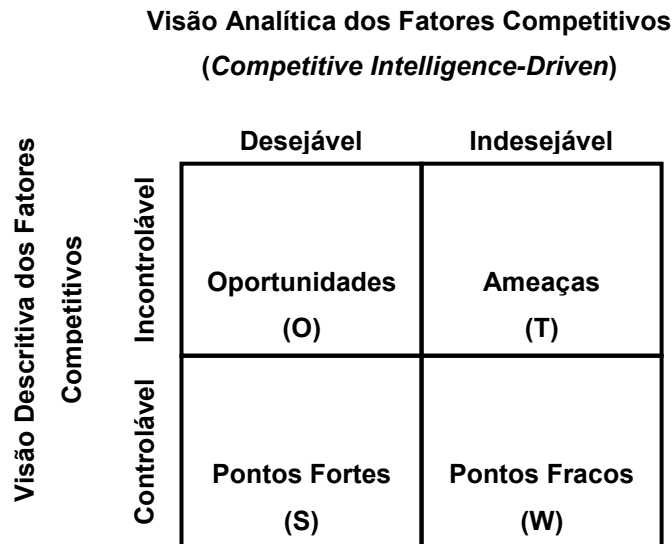 Visão Analítica dos Fatores Competitivos
(Competitive Intelligence-Driven)
Desejável Indesejável
Visão Descritiva dos Fatores
Competitivos
Incontrolável
Oportunidades Ameaças
(O) (T)
Controlável
Pontos Fortes Pontos Fracos
(S) (W)